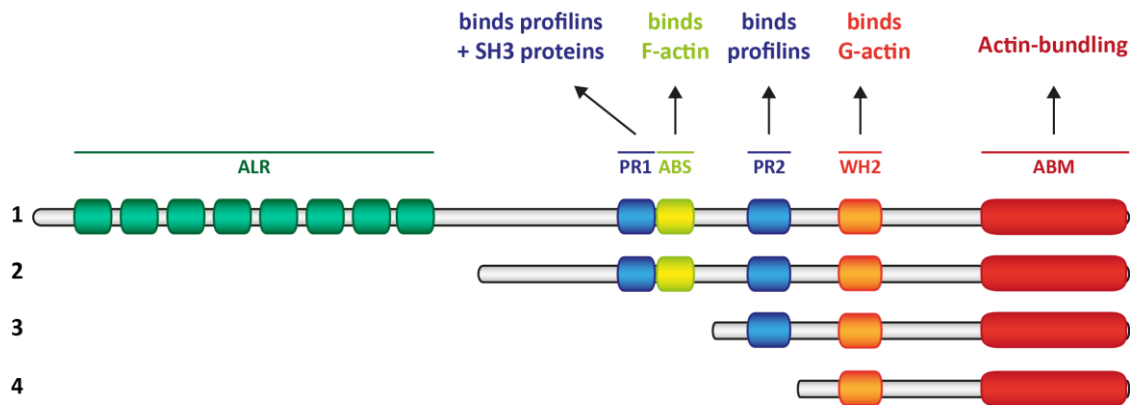 binds profilins
+ SH3 proteins
binds
F-actin
binds
profilins
binds
G-actin
Actin-bundling
ALR
PR1
ABS
PR2
WH2
ABM
1
2
3
4